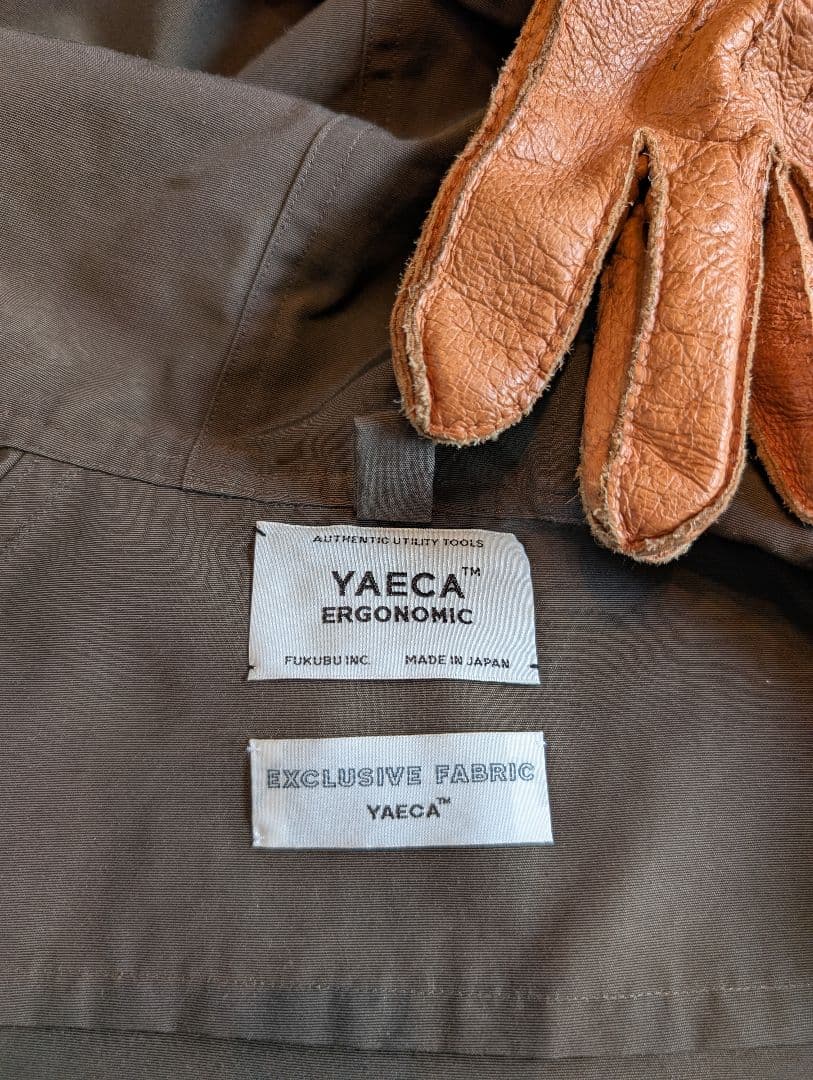 AUTHENTIC UTILITY TOOLS
YAECA™
ERGONOMIC
FUKUBU INC. MADE IN JAPAN
EXCLUSIVE FABRIC
YAECA™